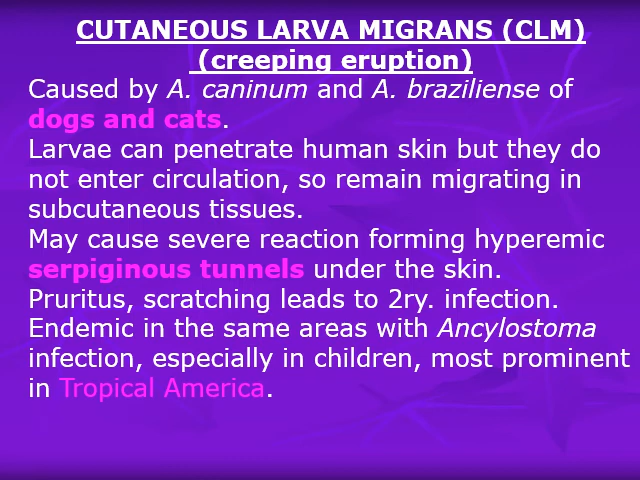 CUTANEOUS LARVA MIGRANS (CLM)
(creeping eruption)
Caused by A. caninum and A. braziliense of
dogs and cats.
Larvae can penetrate human skin but they do
not enter circulation, so remain migrating in
subcutaneous tissues.
May cause severe reaction forming hyperemic
serpiginous tunnels under the skin.
Pruritus, scratching leads to 2ry. infection.
Endemic in the same areas with Ancylostoma
infection, especially in children, most prominent
in Tropical America.